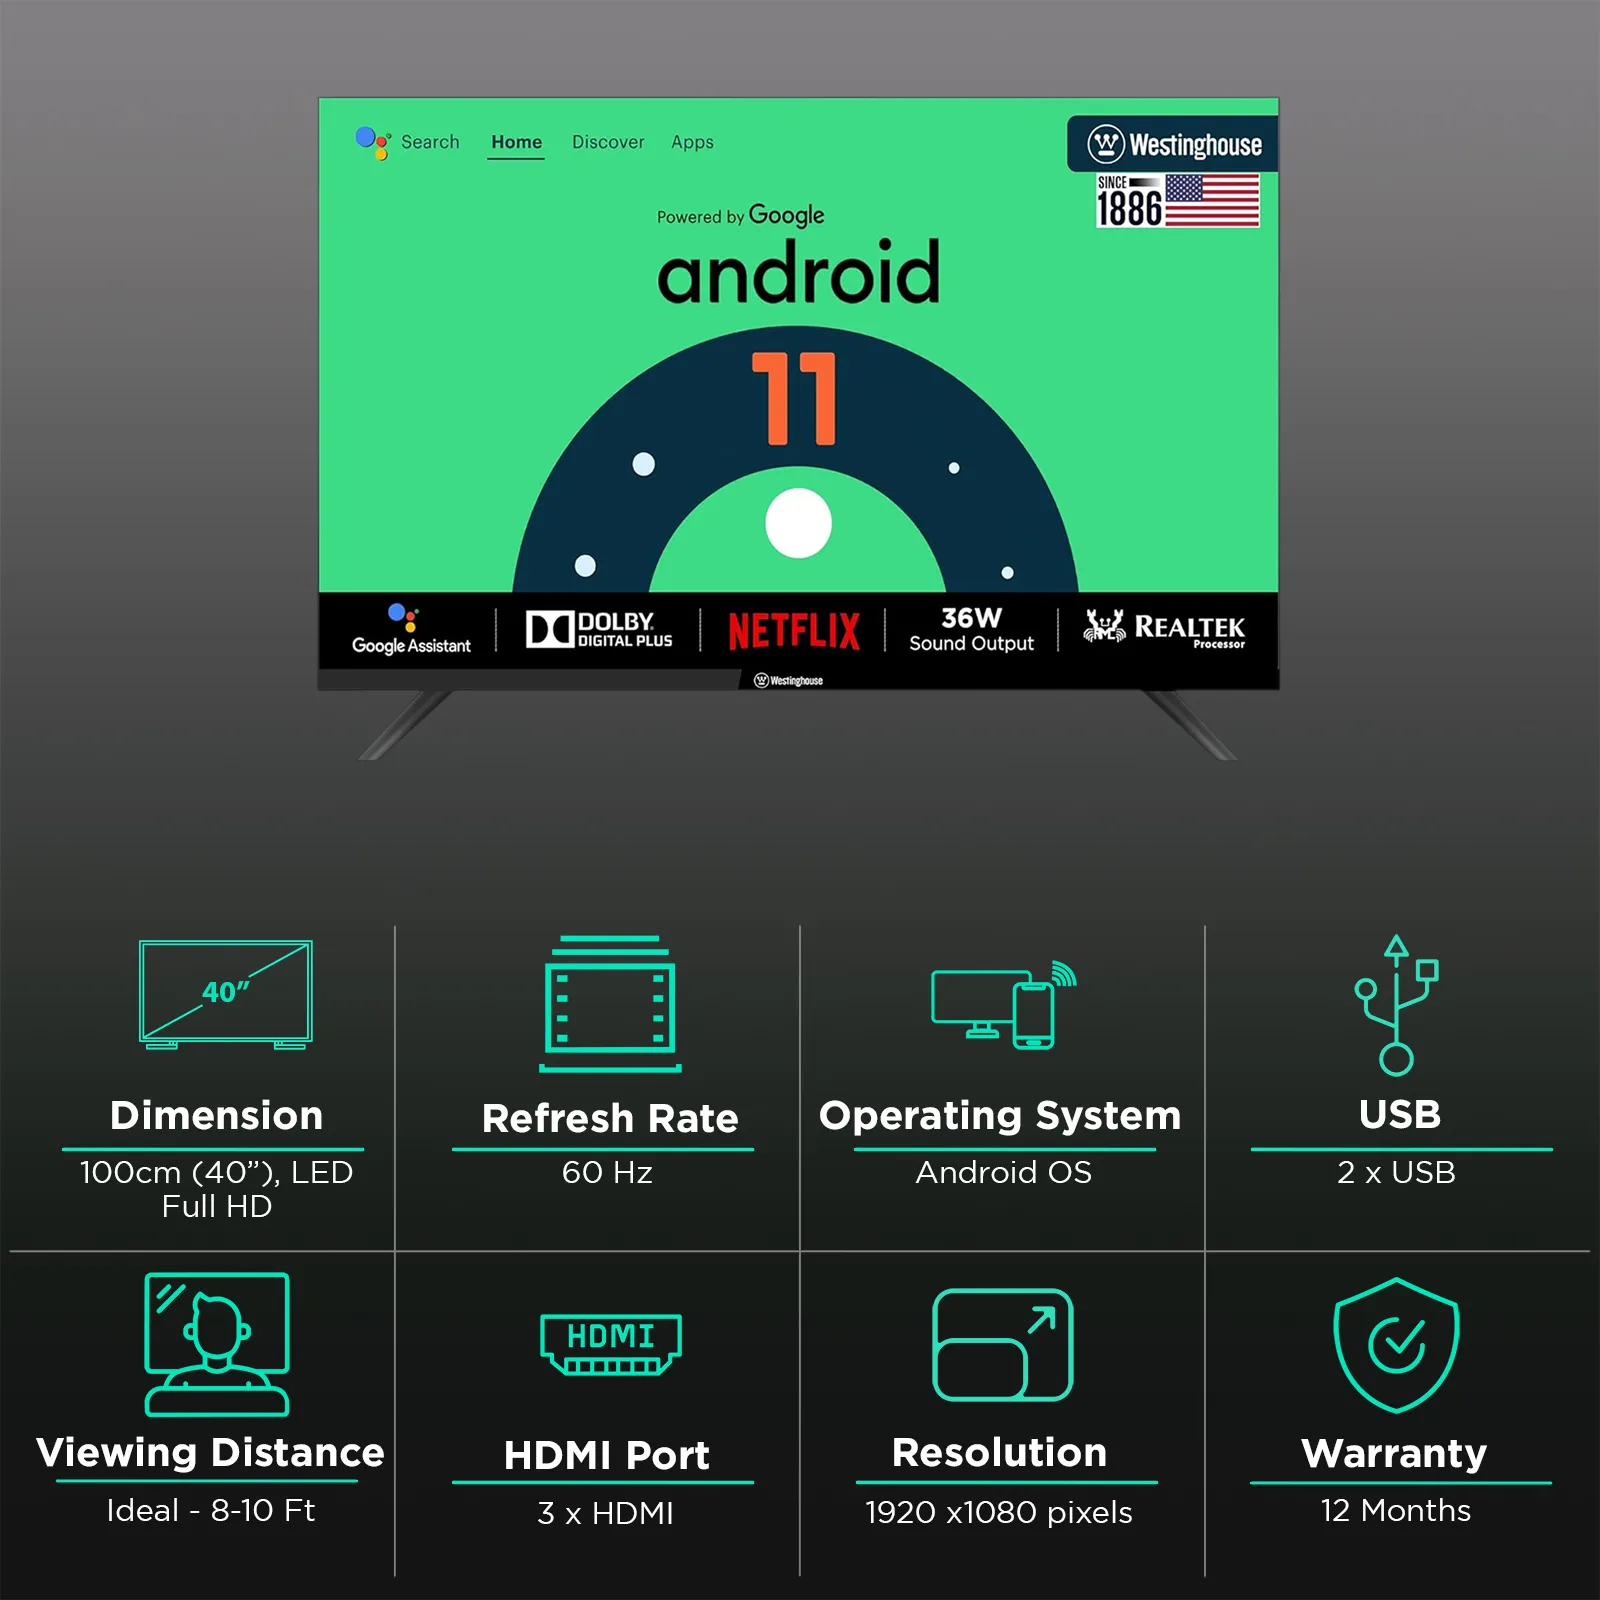 Search Home Discover Apps
Westinghouse
SINCE
1886
Powered by Google
android
11
Google Assistant
DOLBY
DIGITAL PLUS
NETFLIX
36W
Sound Output
REALTEK
Processor
Westinghouse
40”
Dimension
100cm (40”), LED
Full HD
Refresh Rate
60 Hz
Operating System
Android OS
USB
2 x USB
Viewing Distance
Ideal - 8-10 Ft
HDMI
HDMI Port
3 x HDMI
Resolution
1920 x1080 pixels
Warranty
12 Months